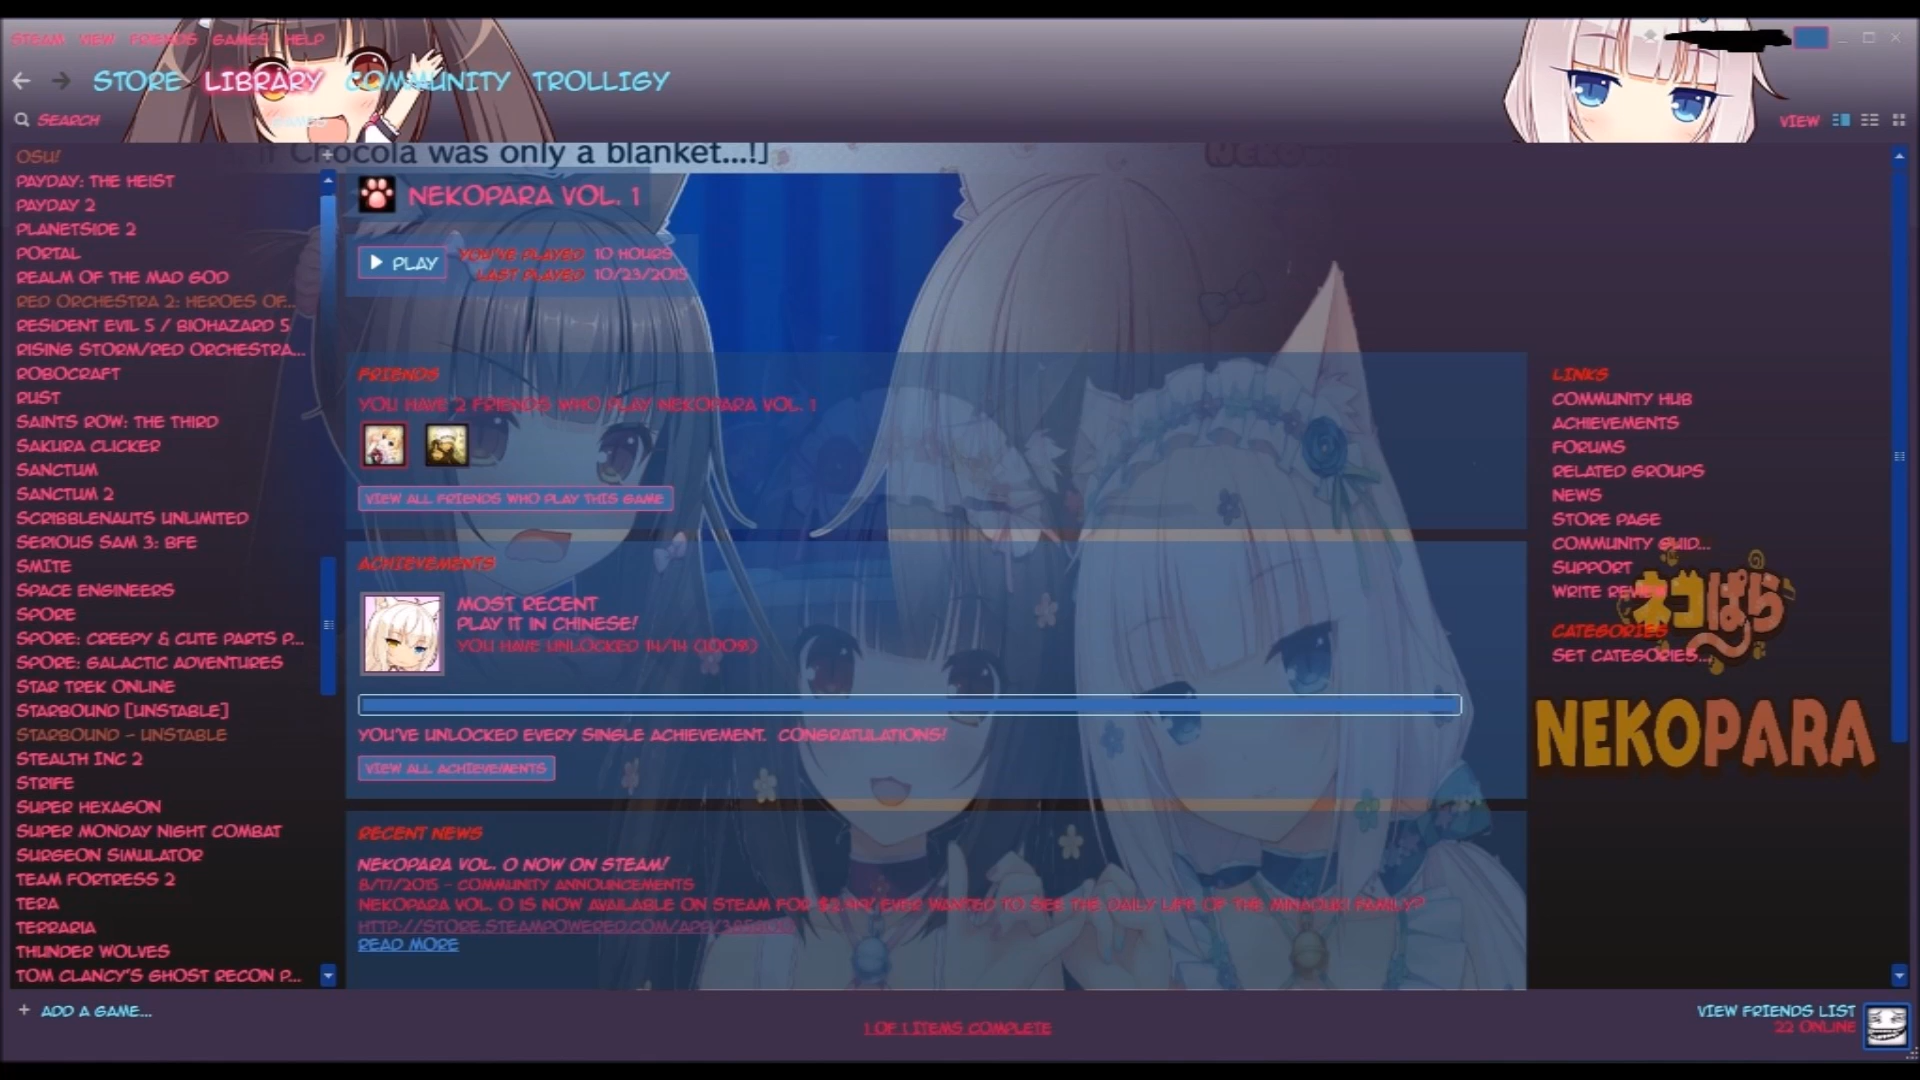 STEAM VIEW FRIENDS GAMES HELP
STORE LIBRARY COMMUNITY TROLLIGY
SEARCH
GAMES
VIEW
OSU!
PAYDAY: THE HEIST
PAYDAY 2
PLANETSIDE 2
PORTAL
REALM OF THE MAD GOD
RED ORCHESTRA 2: HEROES OF...
RESIDENT EVIL 5 / BIOHAZARD 5
RISING STORM/RED ORCHESTRA...
ROBOCRAFT
RUST
SAINTS ROW: THE THIRD
SAKURA CLICKER
SANCTUM
SANCTUM 2
SCRIBBLENAUTS UNLIMITED
SERIOUS SAM 3: BFE
SMITE
SPACE ENGINEERS
SPORE
SPORE: CREEPY & CUTE PARTS P...
SPORE: GALACTIC ADVENTURES
STAR TREK ONLINE
STARBOUND [UNSTABLE]
STARBOUND - UNSTABLE
STEALTH INC 2
STRIFE
SUPER HEXAGON
SUPER MONDAY NIGHT COMBAT
SURGEON SIMULATOR
TEAM FORTRESS 2
TERA
TERRARIA
THUNDER WOLVES
TOM CLANCY'S GHOST RECON P...
+ ADD A GAME...
Chocola was only a blanket...!]
NEKOPARA VOL. 1
PLAY
YOU'VE PLAYED 10 HOURS
LAST PLAYED 10/23/2015
FRIENDS
YOU HAVE 2 FRIENDS WHO PLAY NEKOPARA VOL. 1
VIEW ALL FRIENDS WHO PLAY THIS GAME
ACHIEVEMENTS
MOST RECENT
PLAY IT IN CHINESE!
YOU HAVE UNLOCKED 14/14 (100%)
YOU'VE UNLOCKED EVERY SINGLE ACHIEVEMENT. CONGRATULATIONS!
VIEW ALL ACHIEVEMENTS
RECENT NEWS
NEKOPARA VOL. 0 NOW ON STEAM!
8/17/2015 - COMMUNITY ANNOUNCEMENTS
NEKOPARA VOL. 0 IS NOW AVAILABLE ON STEAM FOR $2.99! EVER WANTED TO SEE THE DAILY LIFE OF THE MINADUKI FAMILY?
READ MORE
LINKS
COMMUNITY HUB
ACHIEVEMENTS
FORUMS
RELATED GROUPS
NEWS
STORE PAGE
COMMUNITY GUID...
SUPPORT
WRITE REVIEW
CATEGORIES
SET CATEGORIES...
ネコぱら
NEKOPARA
1 OF 1 ITEMS COMPLETE
VIEW FRIENDS LIST
22 ONLINE